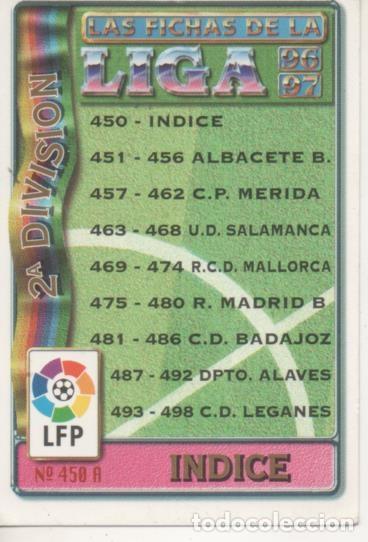 LAS FICHAS DE LA
LIGA 96 97
2ª DIVISION
450 - INDICE
451 - 456 ALBACETE B.
457 - 462 C.P. MERIDA
463 - 468 U.D. SALAMANCA
469 - 474 R.C.D. MALLORCA
475 - 480 R. MADRID B
481 - 486 C.D. BADAJOZ
487 - 492 DPTO. ALAVES
493 - 498 C.D. LEGANES
LFP
Nº 450 A
INDICE
todocoleccion.net